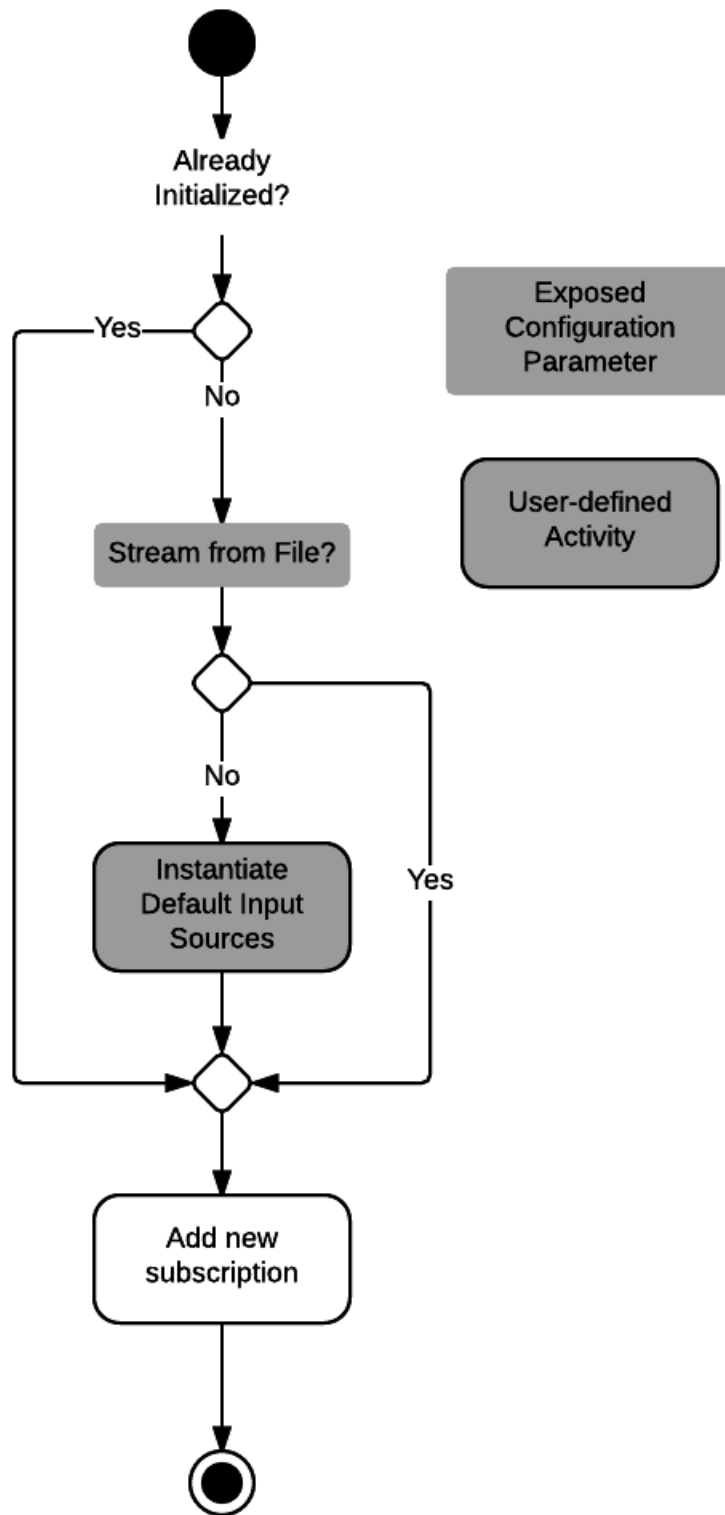 Already
Initialized?
Exposed
Configuration
Parameter
Yes
No
User-defined
Activity
Stream from File?
No
Instantiate
Default Input
Sources
Yes
Add new
subscription